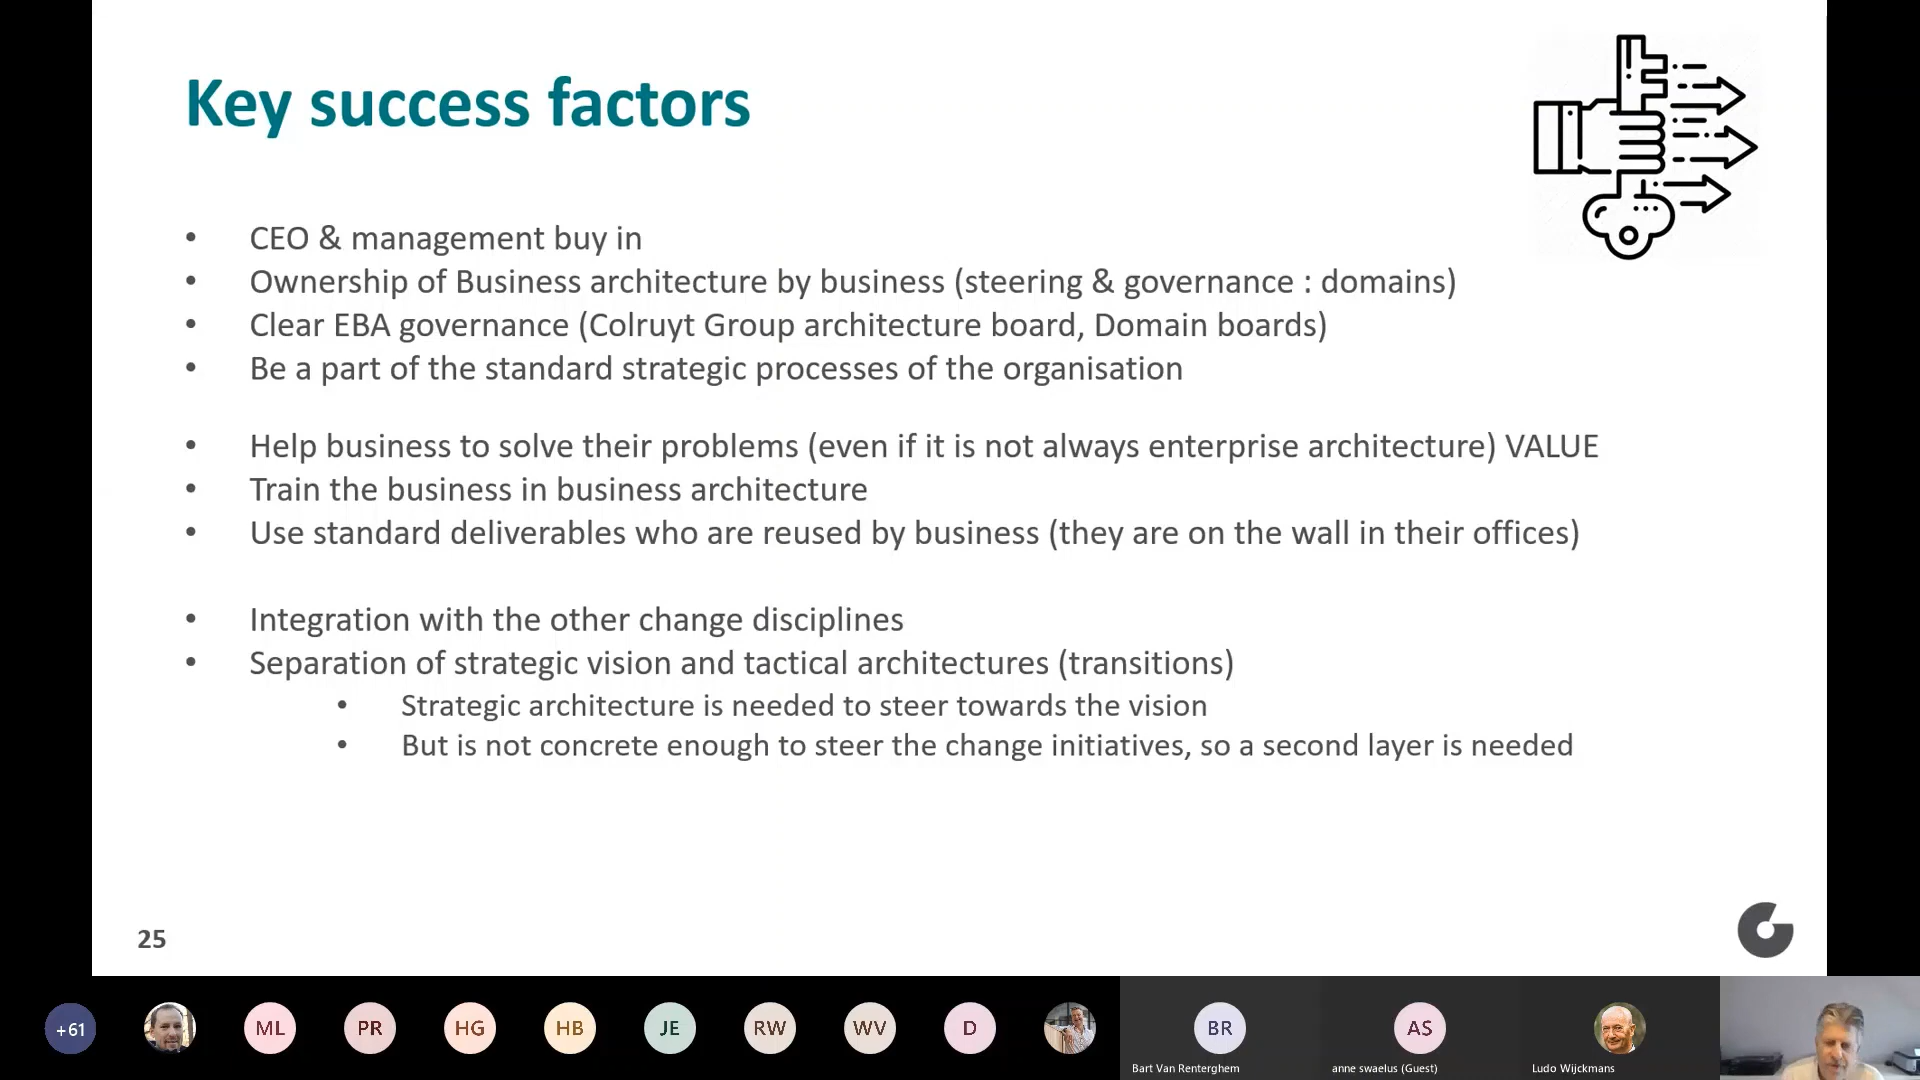 Key success factors
• CEO & management buy in
• Ownership of Business architecture by business (steering & governance : domains)
• Clear EBA governance (Colruyt Group architecture board, Domain boards)
• Be a part of the standard strategic processes of the organisation
• Help business to solve their problems (even if it is not always enterprise architecture) VALUE
• Train the business in business architecture
• Use standard deliverables who are reused by business (they are on the wall in their offices)
• Integration with the other change disciplines
• Separation of strategic vision and tactical architectures (transitions)
• Strategic architecture is needed to steer towards the vision
• But is not concrete enough to steer the change initiatives, so a second layer is needed
25
+61
ML
PR
HG
HB
JE
RW
WV
D
BR
AS
Bart Van Renterghem
anne swaelus (Guest)
Ludo Wijckmans